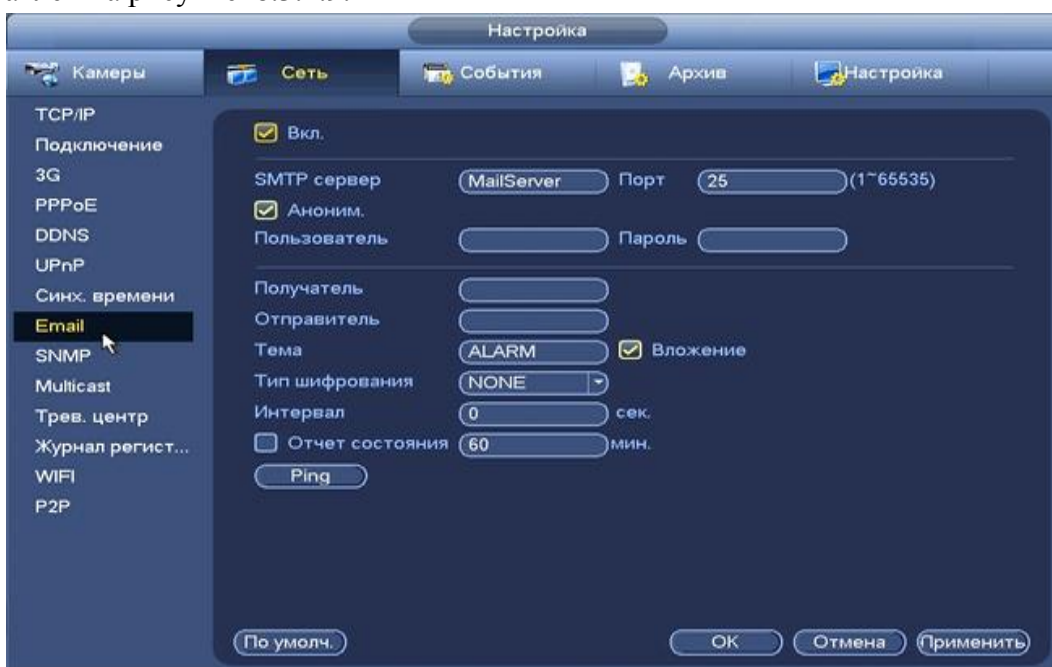 Настройка
Камеры Сеть События Архив Настройка
TCP/IP
Подключение
3G
PPPoE
DDNS
UPnP
Синх. времени
Email
SNMP
Multicast
Трев. центр
Журнал регист...
WIFI
P2P
Вкл.
SMTP сервер MailServer Порт 25 (1~65535)
Аноним.
Пользователь Пароль
Получатель
Отправитель
Тема ALARM Вложение
Тип шифрования NONE
Интервал 0 сек.
Отчет состояния 60 мин.
Ping
По умолч. OK Отмена Применить